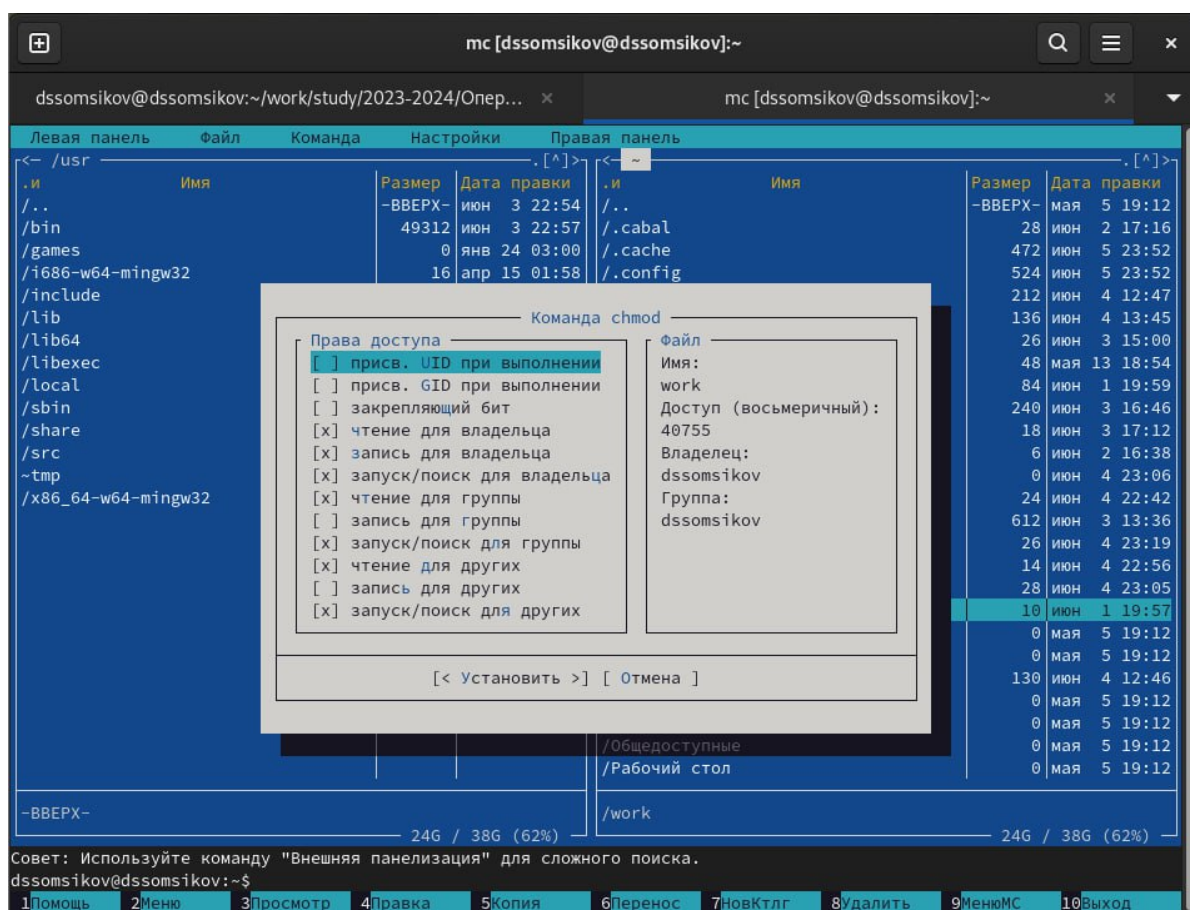 mc [dssomsikov@dssomsikov]:~
dssomsikov@dssomsikov:~/work/study/2023-2024/Опер... × mc [dssomsikov@dssomsikov]:~ ×
Левая панель Файл Команда Настройки Правая панель
<─ /usr .[^]> <─ ~ .[^]>
.и Имя Размер Дата правки .и Имя Размер Дата правки
/.. -ВВЕРХ- июн 3 22:54 /.. -ВВЕРХ- мая 5 19:12
/bin 49312 июн 3 22:57 /.cabal 28 июн 2 17:16
/games 0 янв 24 03:00 /.cache 472 июн 5 23:52
/i686-w64-mingw32 16 апр 15 01:58 /.config 524 июн 5 23:52
/include 212 июн 4 12:47
/lib Команда chmod 136 июн 4 13:45
/lib64 Права доступа Файл 26 июн 3 15:00
/libexec [ ] присв. UID при выполнении Имя: 48 мая 13 18:54
/local [ ] присв. GID при выполнении work 84 июн 1 19:59
/sbin [ ] закрепляющий бит Доступ (восьмеричный): 240 июн 3 16:46
/share [x] чтение для владельца 40755 18 июн 3 17:12
/src [x] запись для владельца Владелец: 6 июн 2 16:38
~tmp [x] запуск/поиск для владельца dssomsikov 0 июн 4 23:06
/x86_64-w64-mingw32 [x] чтение для группы Группа: 24 июн 4 22:42
[ ] запись для группы dssomsikov 612 июн 3 13:36
[x] запуск/поиск для группы 26 июн 4 23:19
[x] чтение для других 14 июн 4 22:56
[ ] запись для других 28 июн 4 23:05
[x] запуск/поиск для других 10 июн 1 19:57
0 мая 5 19:12
0 мая 5 19:12
[< Установить >] [ Отмена ] 130 июн 4 12:46
0 мая 5 19:12
0 мая 5 19:12
/Общедоступные 0 мая 5 19:12
/Рабочий стол 0 мая 5 19:12
-ВВЕРХ- /work
24G / 38G (62%) 24G / 38G (62%)
Совет: Используйте команду "Внешняя панелизация" для сложного поиска.
dssomsikov@dssomsikov:~$
1Помощь 2Меню 3Просмотр 4Правка 5Копия 6Перенос 7НовКтлг 8Удалить 9МенюМС 10Выход